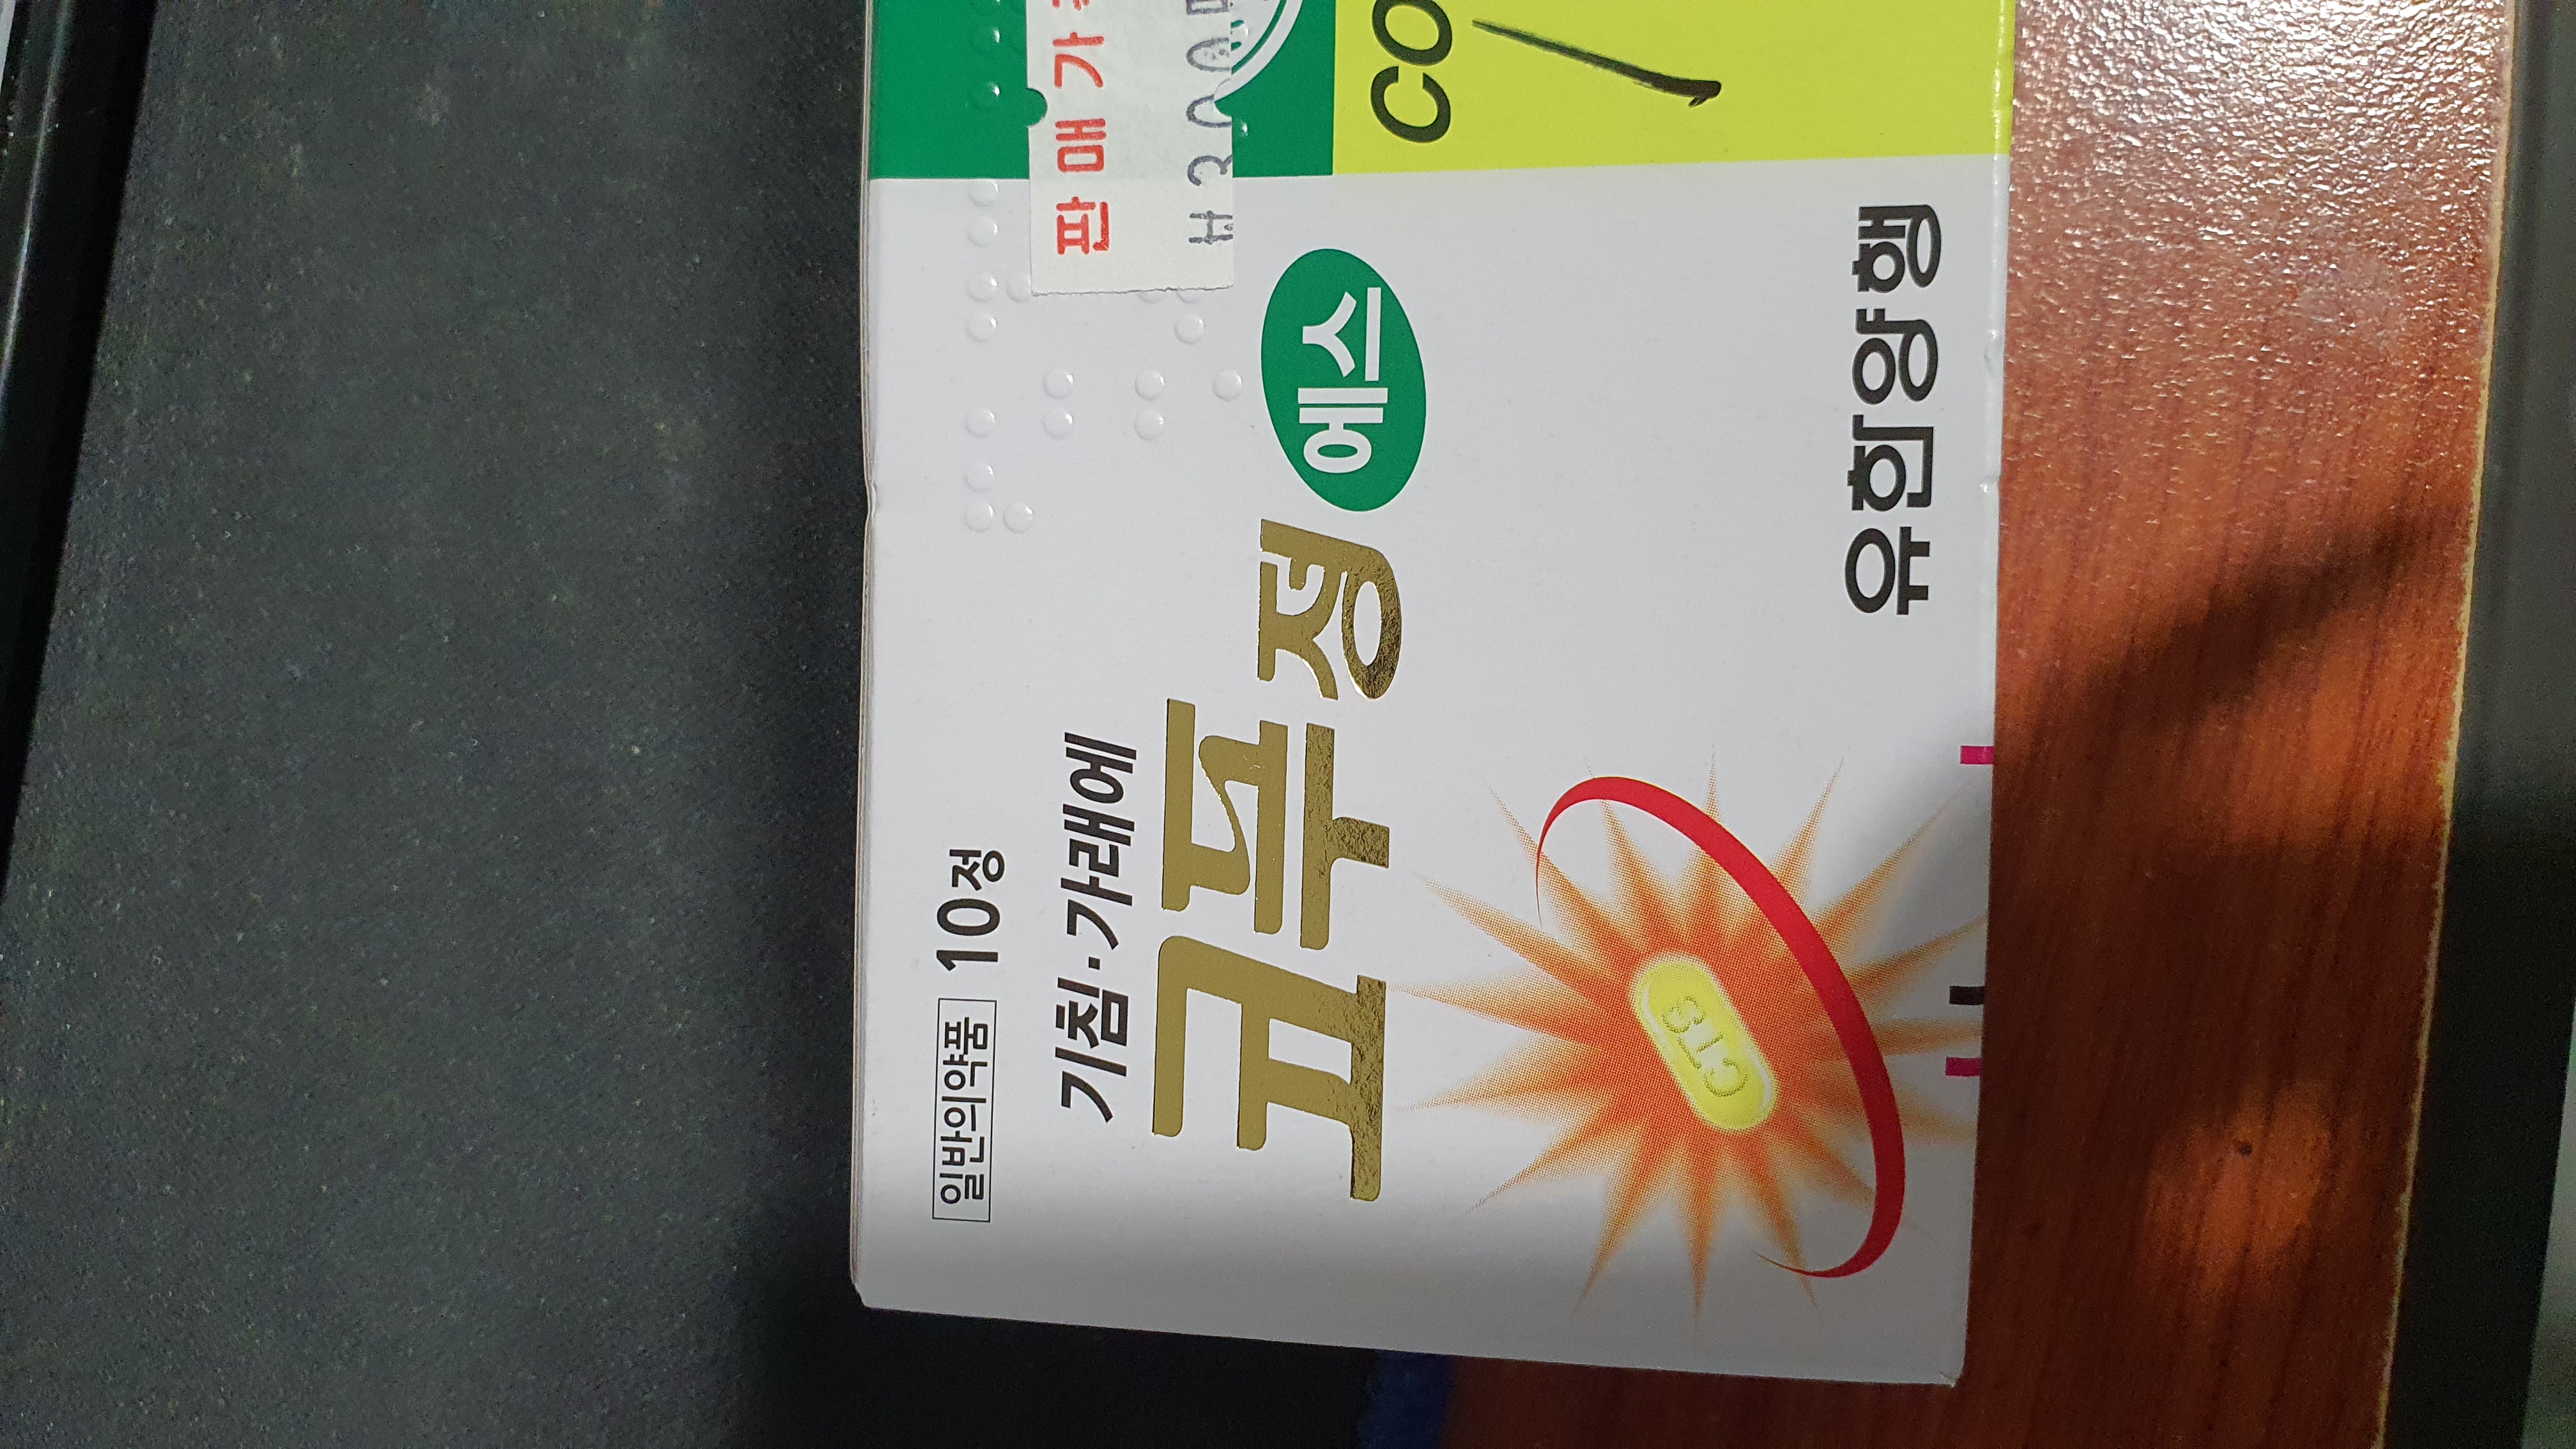 일반의약품 10정
기침·가래에
코푸정 에스
유한양행
판매가
CTS